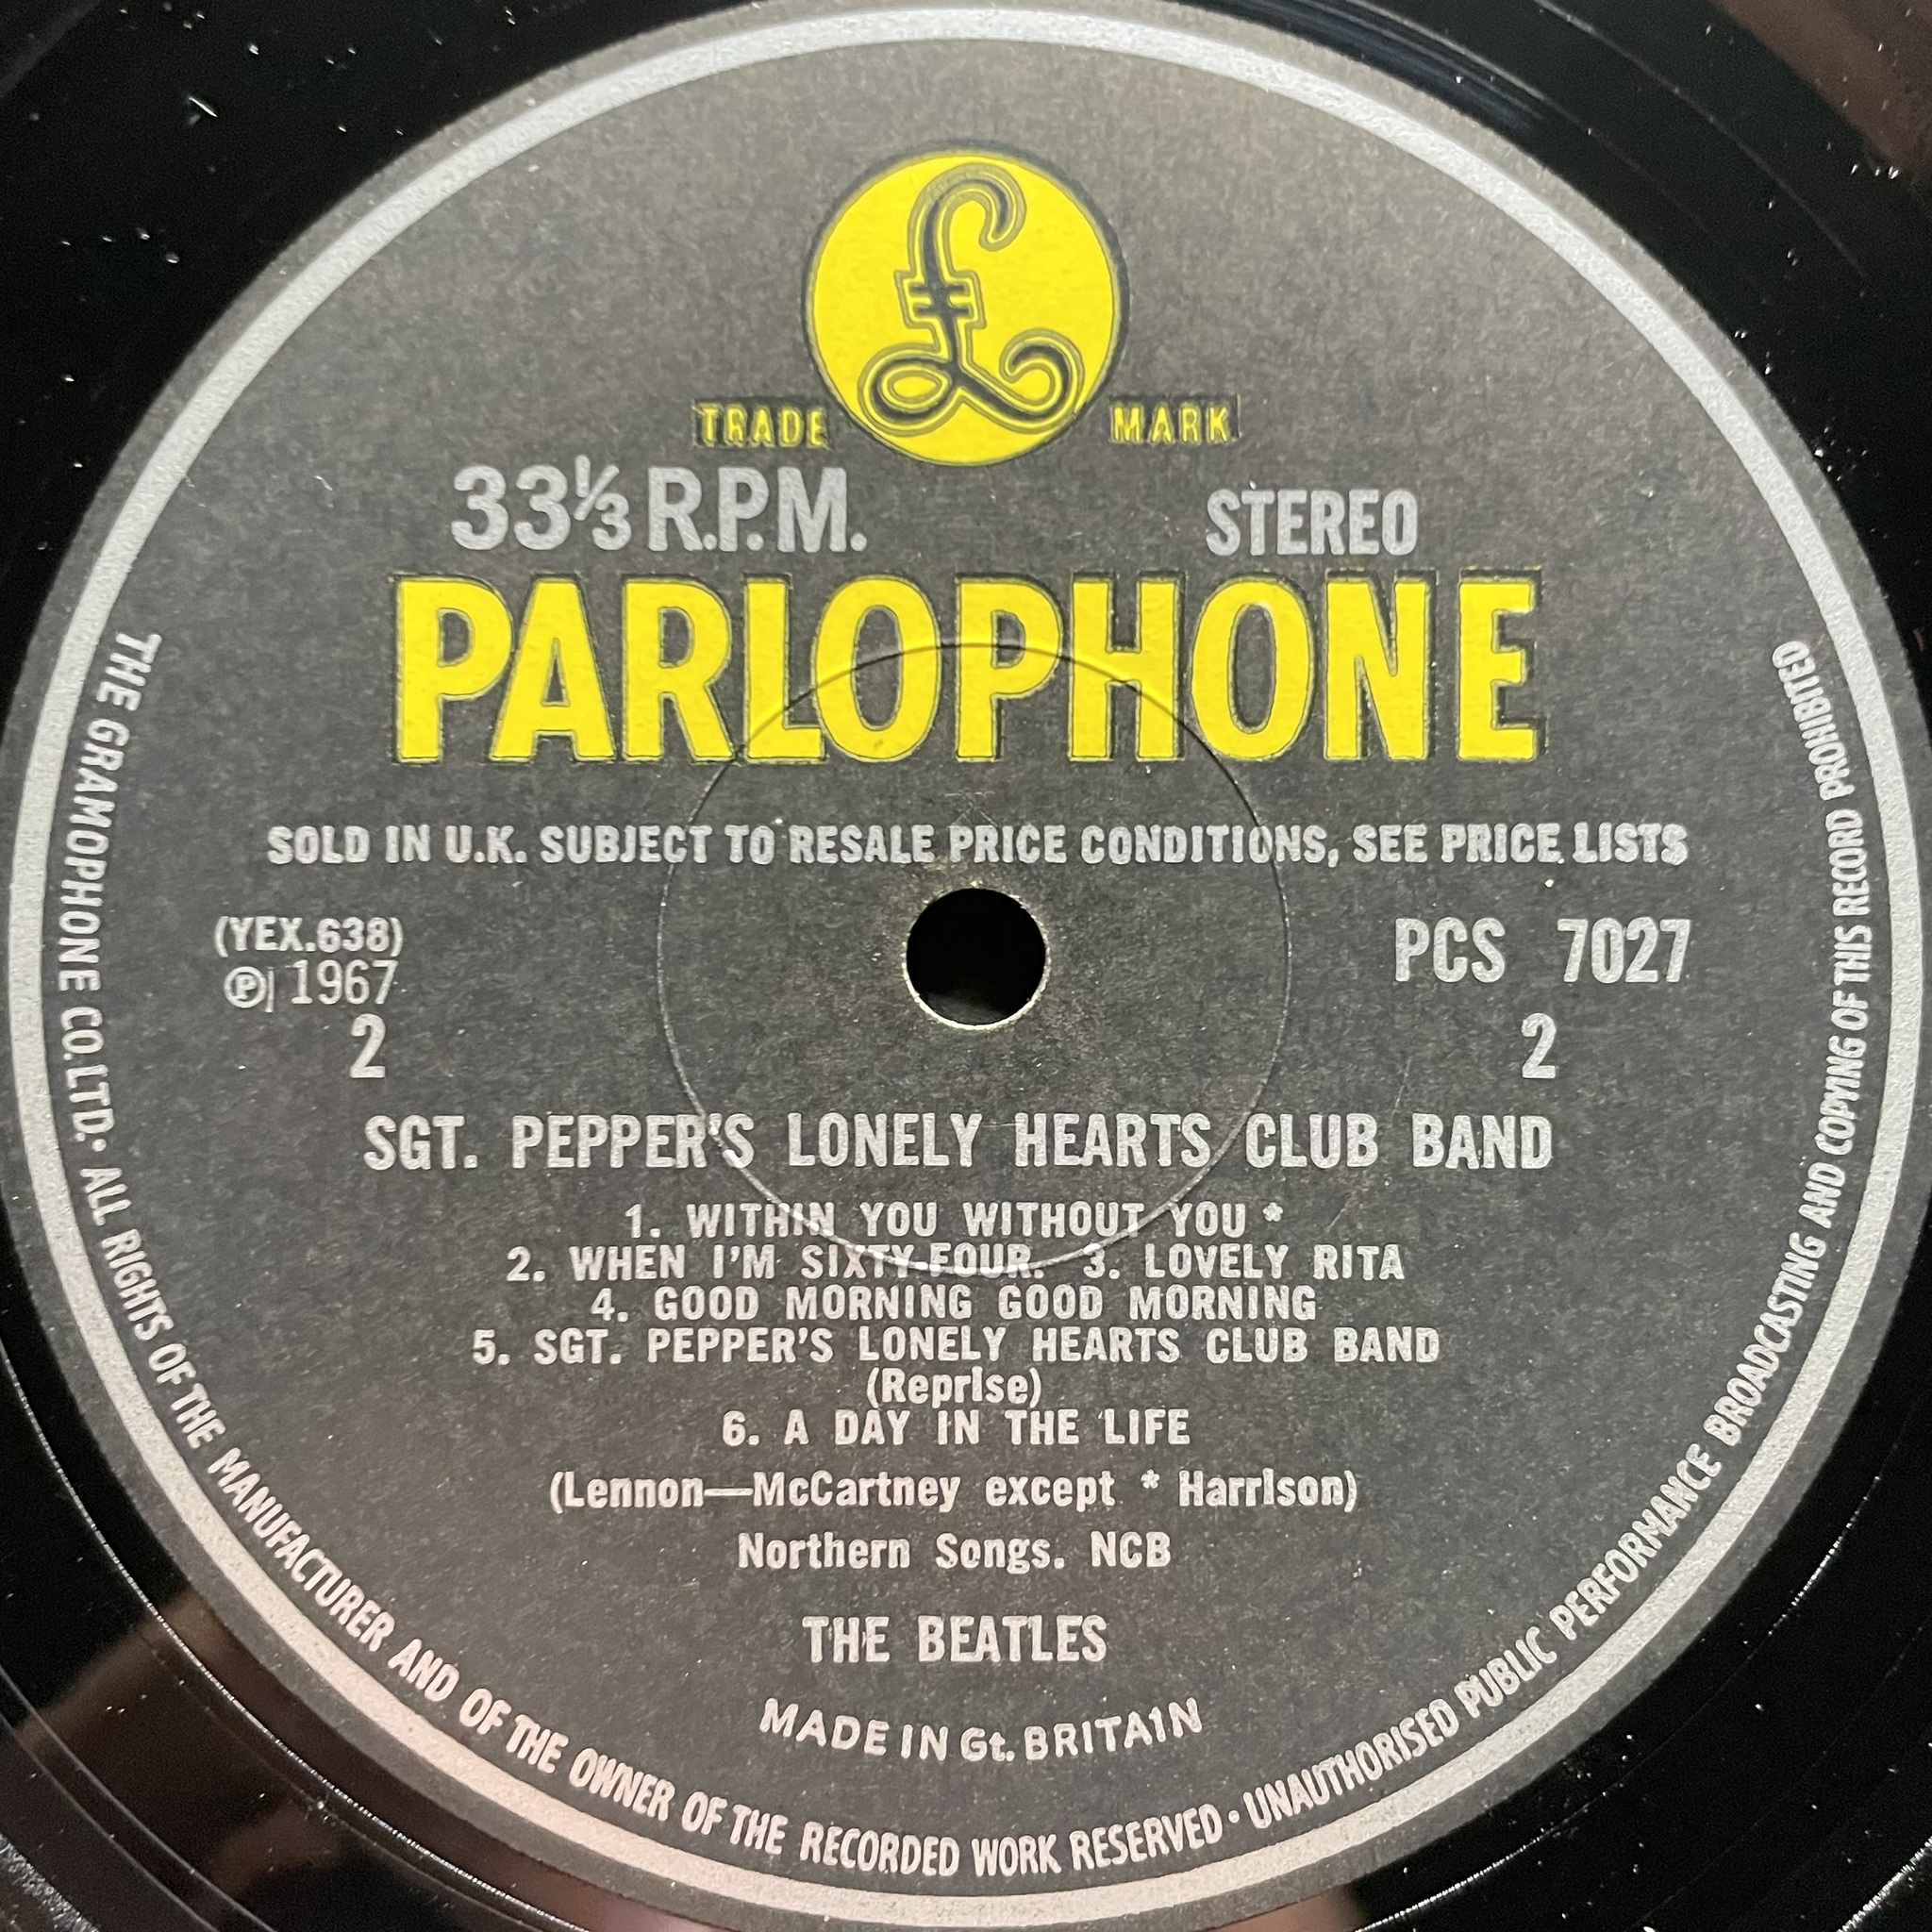 £
TRADE MARK
33⅓ R.P.M. STEREO
PARLOPHONE
SOLD IN U.K. SUBJECT TO RESALE PRICE CONDITIONS, SEE PRICE LISTS
(YEX.638)
℗ 1967
2
PCS 7027
2
SGT. PEPPER'S LONELY HEARTS CLUB BAND
1. WITHIN YOU WITHOUT YOU *
2. WHEN I'M SIXTY-FOUR. 3. LOVELY RITA
4. GOOD MORNING GOOD MORNING
5. SGT. PEPPER'S LONELY HEARTS CLUB BAND
(Reprise)
6. A DAY IN THE LIFE
(Lennon—McCartney except * Harrison)
Northern Songs. NCB
THE BEATLES
MADE IN Gt. BRITAIN
THE GRAMOPHONE CO. LTD. • ALL RIGHTS OF THE MANUFACTURER AND OF THE OWNER OF THE RECORDED WORK RESERVED • UNAUTHORISED PUBLIC PERFORMANCE BROADCASTING AND COPYING OF THIS RECORD PROHIBITED